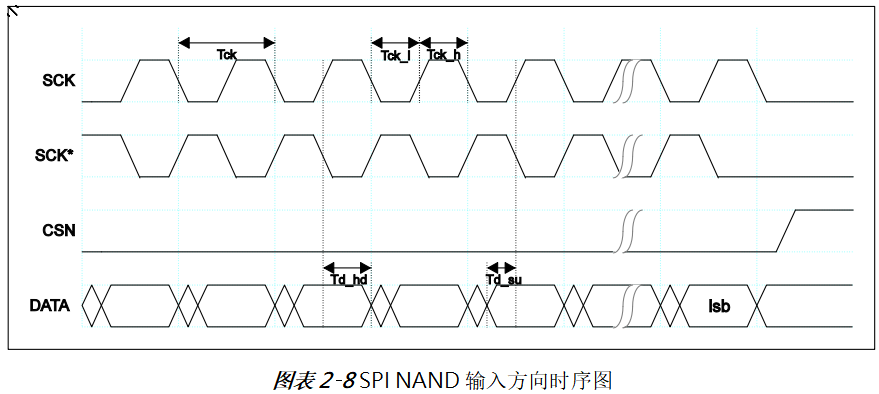 Tck
Tck_l
Tck_h
SCK
SCK*
CSN
Td_hd
Td_su
DATA
lsb
图表 2-8 SPI NAND 输入方向时序图